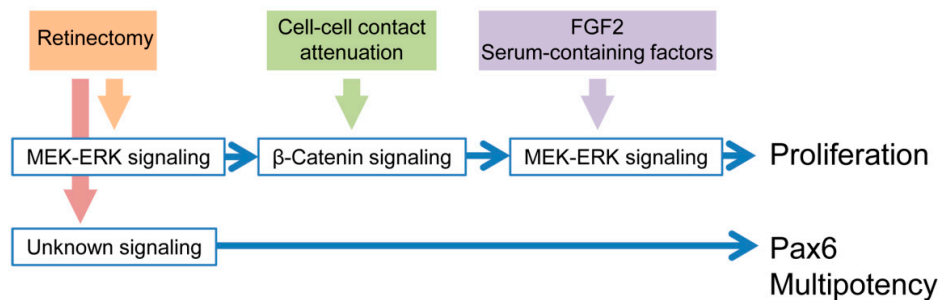 Retinectomy
Cell-cell contact
attenuation
FGF2
Serum-containing factors
MEK-ERK signaling
β-Catenin signaling
MEK-ERK signaling
Proliferation
Unknown signaling
Pax6
Multipotency